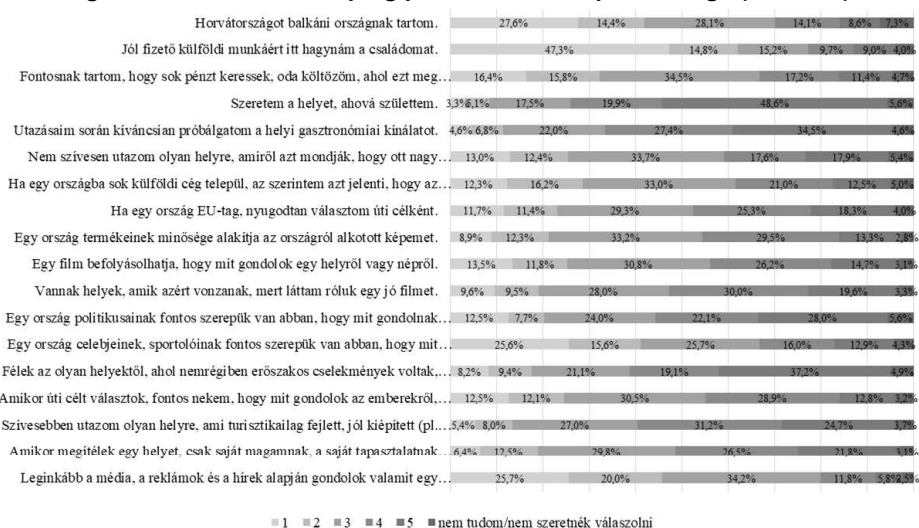 Horvátországot balkáni országnak tartom. 27,6% 14,4% 28,1% 14,1% 8,6% 7,3%
Jól fizető külföldi munkáért itt hagynám a családomat. 47,3% 14,8% 15,2% 9,7% 9,0% 4,0%
Fontosnak tartom, hogy sok pénzt keressek, oda költözöm, ahol ezt meg… 16,4% 15,8% 34,5% 17,2% 11,4% 4,7%
Szeretem a helyet, ahová születtem. 3,3% 5,1% 17,5% 19,9% 48,6% 5,6%
Utazásaim során kíváncsian próbálgatom a helyi gasztronómiai kínálatot. 4,6% 6,8% 22,0% 27,4% 34,5% 4,6%
Nem szívesen utazom olyan helyre, amiről azt mondják, hogy ott nagy… 13,0% 12,4% 33,7% 17,6% 17,9% 5,4%
Ha egy országba sok külföldi cég települ, az szerintem azt jelenti, hogy az… 12,3% 16,2% 33,0% 21,0% 12,5% 5,0%
Ha egy ország EU-tag, nyugodtan választom úti célként. 11,7% 11,4% 29,3% 25,3% 18,3% 4,0%
Egy ország termékeinek minősége alakítja az országról alkotott képemet. 8,9% 12,3% 33,2% 29,5% 13,3% 2,8%
Egy film befolyásolhatja, hogy mit gondolok egy helyről vagy népről. 13,5% 11,8% 30,8% 26,2% 14,7% 3,1%
Vannak helyek, amik azért vonzanak, mert láttam róluk egy jó filmet. 9,6% 9,5% 28,0% 30,0% 19,6% 3,3%
Egy ország politikusainak fontos szerepük van abban, hogy mit gondolnak… 12,5% 7,7% 24,0% 22,1% 28,0% 5,6%
Egy ország celebjeinek, sportolóinak fontos szerepük van abban, hogy mit… 25,6% 15,6% 25,7% 16,0% 12,9% 4,3%
Félek az olyan helyektől, ahol nemrégiben erőszakos cselekmények voltak,… 8,2% 9,4% 21,1% 19,1% 37,2% 4,9%
Amikor úti célt választok, fontos nekem, hogy mit gondolok az emberekről,… 12,5% 12,1% 30,5% 28,9% 12,8% 3,2%
Szívesebben utazom olyan helyre, ami turisztikailag fejlett, jól kiépített (pl.… 5,4% 8,0% 27,0% 31,2% 24,7% 3,7%
Amikor megítélek egy helyet, csak saját magamnak, a saját tapasztalatnak… 6,4% 12,5% 29,8% 26,5% 21,8% 3,1%
Leginkább a média, a reklámok és a hírek alapján gondolok valamit egy… 25,7% 20,0% 34,2% 11,8% 5,8% 2,5%
1 2 3 4 5 nem tudom/nem szeretnék válaszolni